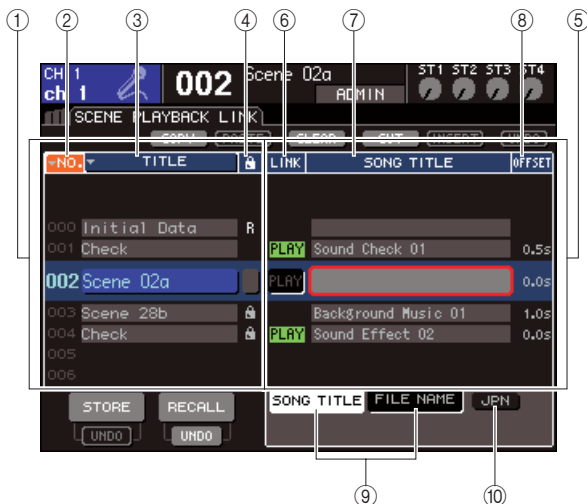 ① ② ③ ④ ⑥ ⑦ ⑧ ⑤
CH 1
ch 1
002 Scene 02a
ADMIN
ST1 ST2 ST3 ST4
SCENE PLAYBACK LINK
COPY PASTE CLEAR CUT INSERT UNDO
NO. TITLE LINK SONG TITLE OFFSET
000 Initial Data R
001 Check PLAY Sound Check 01 0.5s
002 Scene 02a PLAY 0.0s
003 Scene 28b Background Music 01 1.0s
004 Check PLAY Sound Effect 02 0.0s
005
006
STORE RECALL SONG TITLE FILE NAME JPN
UNDO UNDO
⑨ ⑩